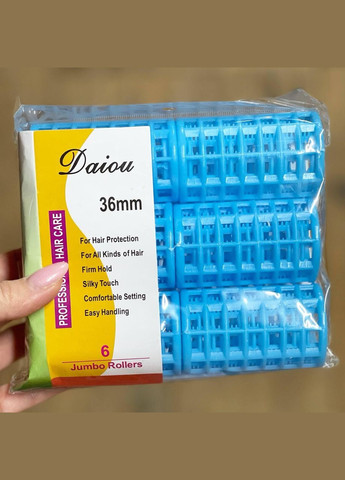 Daiou
36mm
PROFESSIONAL HAIR CARE
For Hair Protection
For All Kinds of Hair
Firm Hold
Silky Touch
Comfortable Setting
Easy Handling
6
Jumbo Rollers